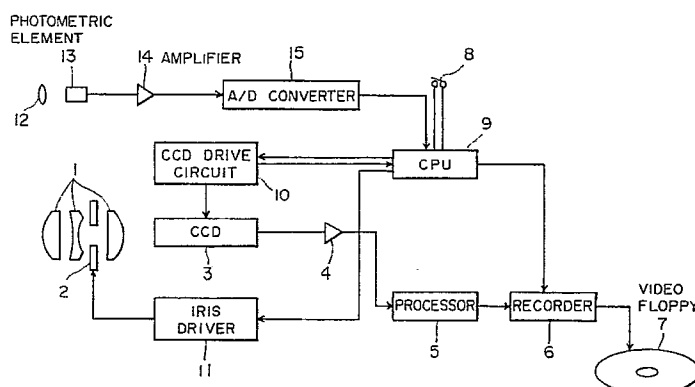 PHOTOMETRIC
ELEMENT
13
14 AMPLIFIER
15
8
12
A/D CONVERTER
9
CPU
1
CCD DRIVE
CIRCUIT
10
CCD
3
4
2
IRIS
DRIVER
11
PROCESSOR
5
RECORDER
6
VIDEO
FLOPPY
7